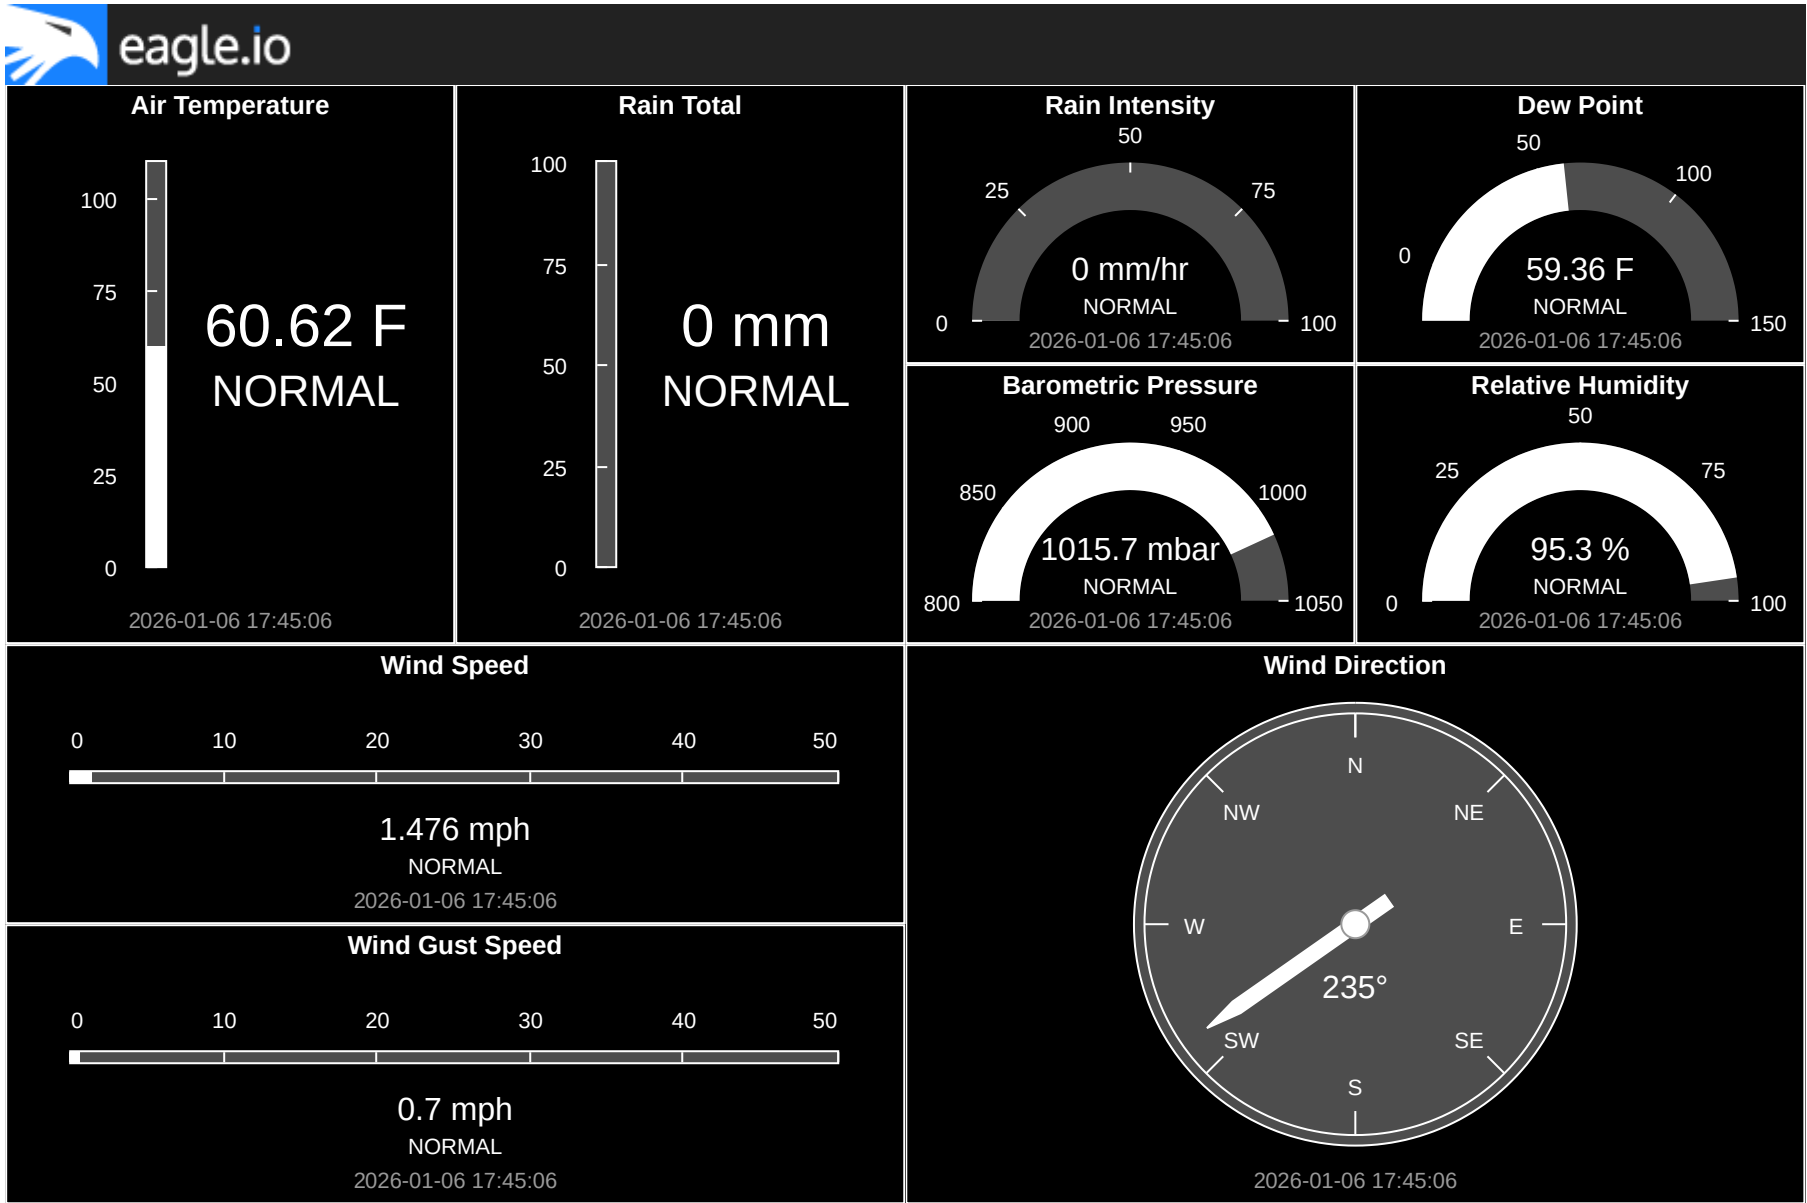 eagle.io
Air Temperature
100
75
50
25
0
60.62 F
NORMAL
2026-01-06 17:45:06
Rain Total
100
75
50
25
0
0 mm
NORMAL
2026-01-06 17:45:06
Rain Intensity
50
25
75
0
100
0 mm/hr
NORMAL
2026-01-06 17:45:06
Dew Point
50
100
0
150
59.36 F
NORMAL
2026-01-06 17:45:06
Barometric Pressure
900
950
850
1000
800
1050
1015.7 mbar
NORMAL
2026-01-06 17:45:06
Relative Humidity
50
25
75
0
100
95.3 %
NORMAL
2026-01-06 17:45:06
Wind Speed
0 10 20 30 40 50
1.476 mph
NORMAL
2026-01-06 17:45:06
Wind Gust Speed
0 10 20 30 40 50
0.7 mph
NORMAL
2026-01-06 17:45:06
Wind Direction
N
NW
NE
W
E
235°
SW
SE
S
2026-01-06 17:45:06